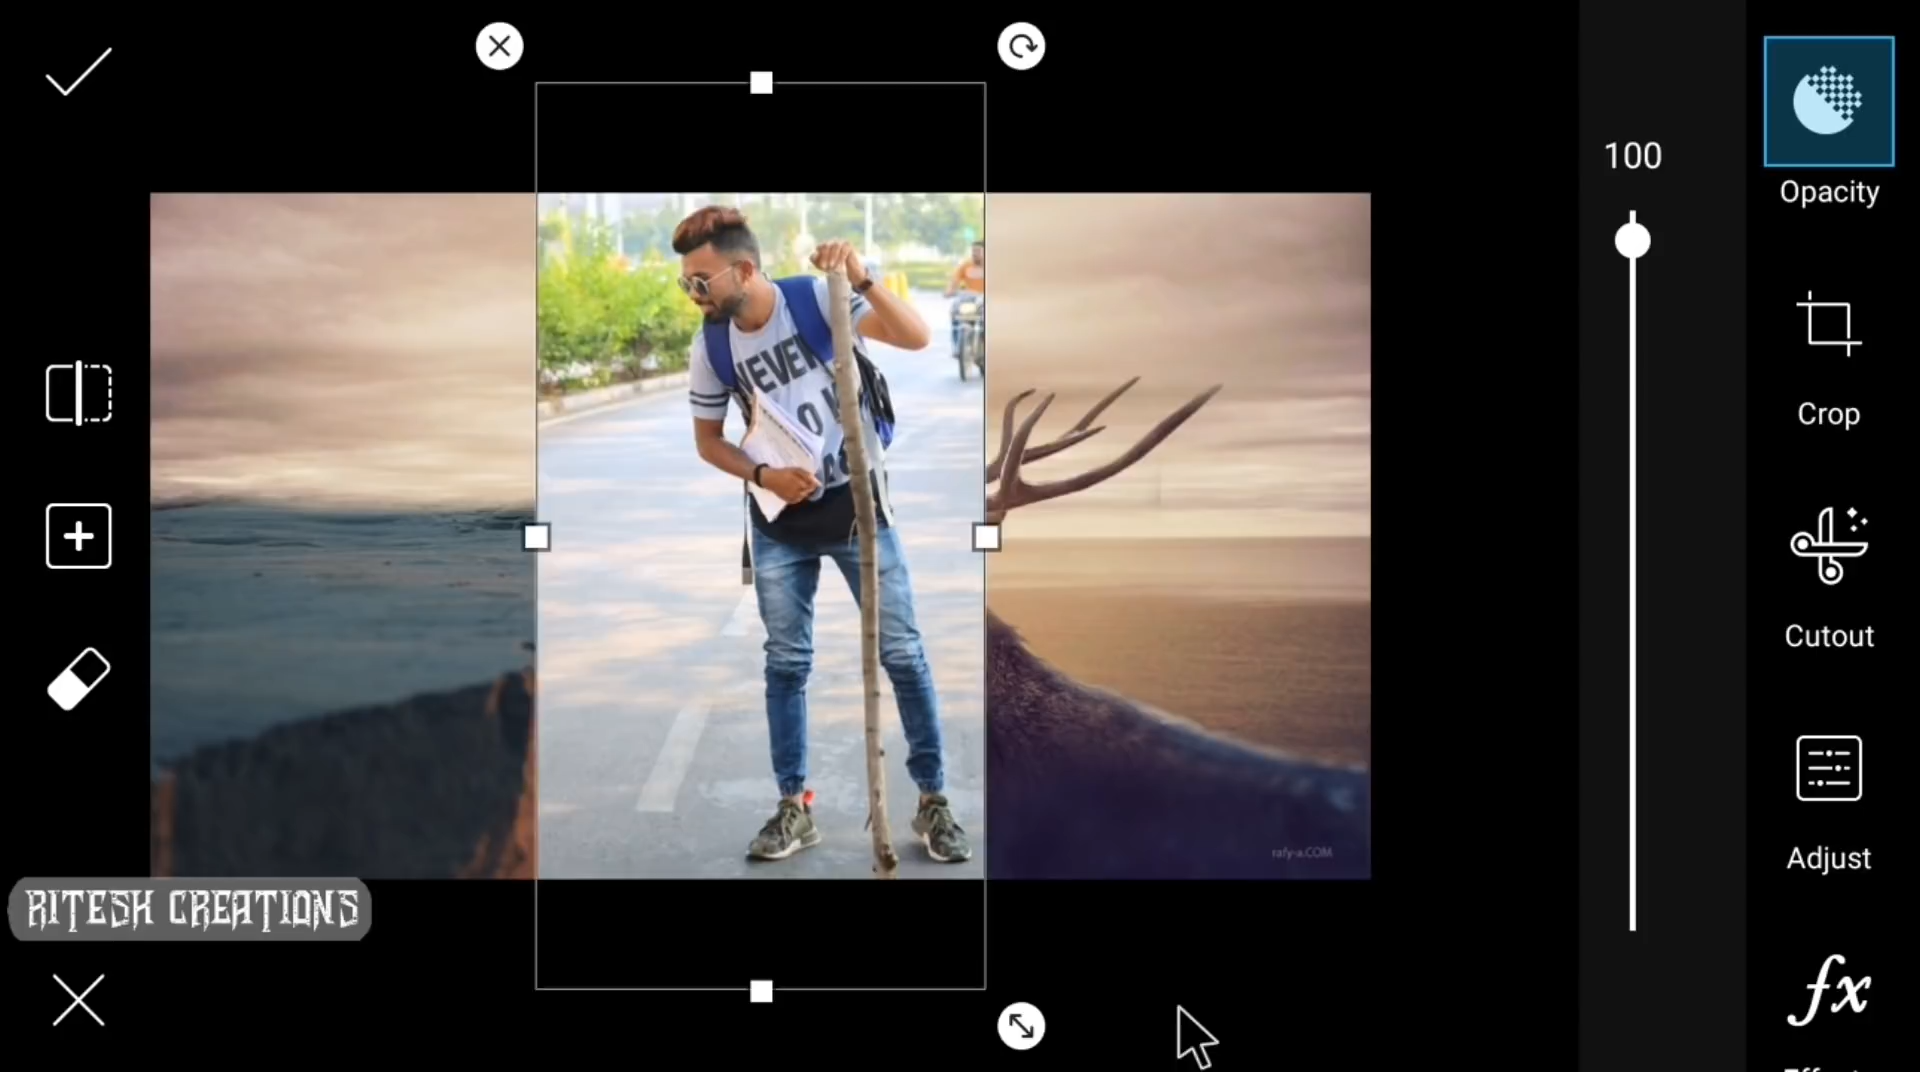 100
Opacity
Crop
Cutout
Adjust
fx
NEVER
rafy-a.COM
RITESH CREATIONS